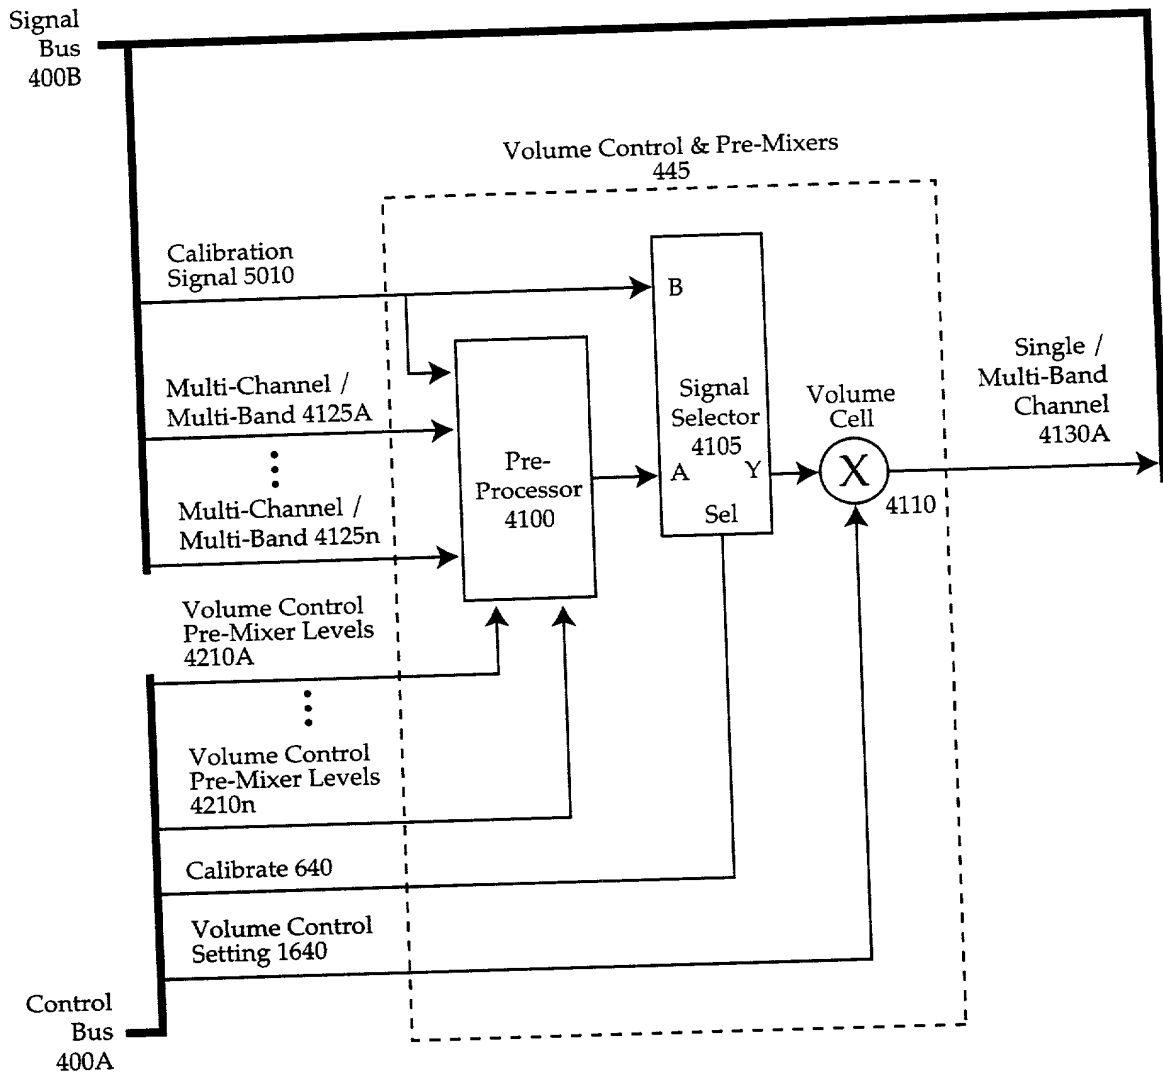 Signal
Bus
400B
Volume Control & Pre-Mixers
445
Calibration
Signal 5010
B
Multi-Channel /
Multi-Band 4125A
Signal
Selector
4105
Volume
Cell
Single /
Multi-Band
Channel
4130A
Pre-
Processor
4100
A
Y
X
Multi-Channel /
Multi-Band 4125n
Sel
4110
Volume Control
Pre-Mixer Levels
4210A
Volume Control
Pre-Mixer Levels
4210n
Calibrate 640
Volume Control
Setting 1640
Control
Bus
400A